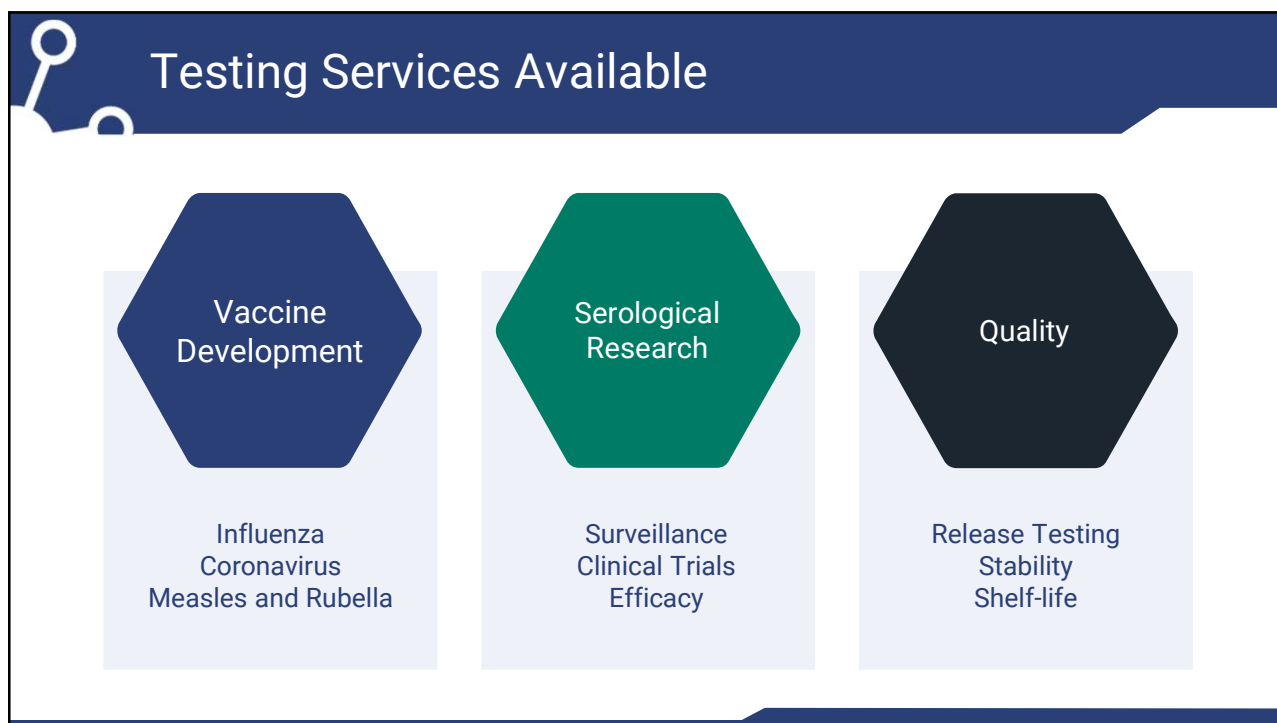 Testing Services Available
Vaccine
Development
Influenza
Coronavirus
Measles and Rubella
Serological
Research
Surveillance
Clinical Trials
Efficacy
Quality
Release Testing
Stability
Shelf-life